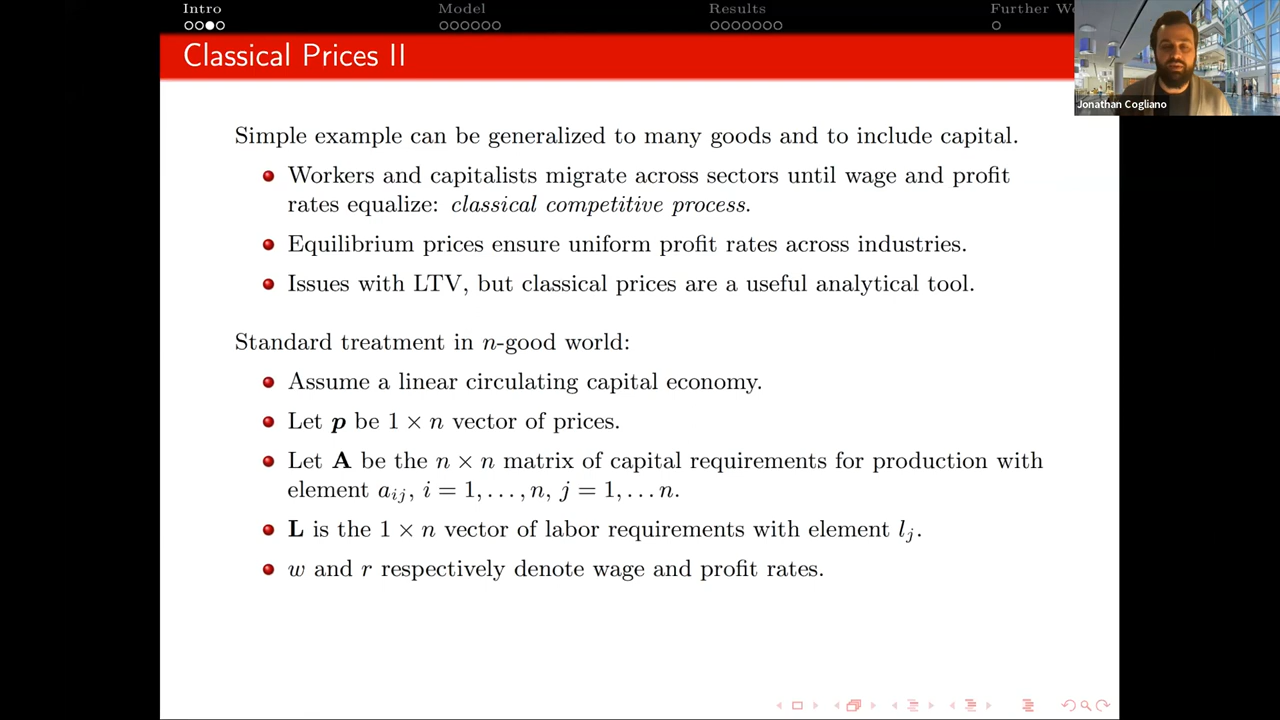 Intro Model Results Further Wo
Classical Prices II
Jonathan Cogliano
Simple example can be generalized to many goods and to include capital.
Workers and capitalists migrate across sectors until wage and profit
rates equalize: classical competitive process.
Equilibrium prices ensure uniform profit rates across industries.
Issues with LTV, but classical prices are a useful analytical tool.
Standard treatment in n-good world:
Assume a linear circulating capital economy.
Let p be 1 × n vector of prices.
Let A be the n × n matrix of capital requirements for production with
element aᵢⱼ, i = 1, . . . , n, j = 1, . . . n.
L is the 1 × n vector of labor requirements with element lⱼ.
w and r respectively denote wage and profit rates.